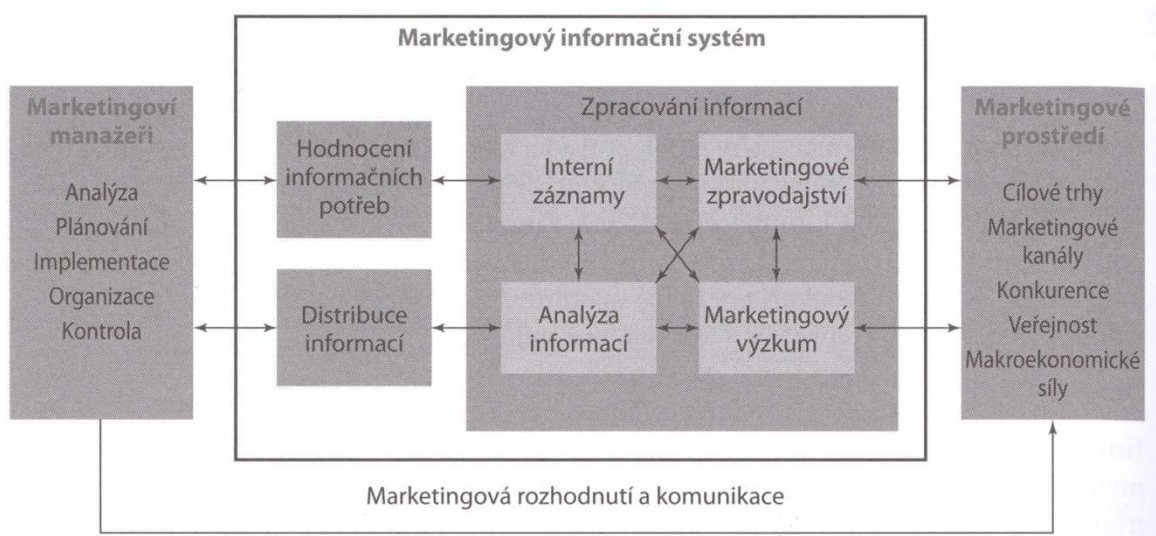 Marketingový informační systém
Marketingoví
manažeři
Analýza
Plánování
Implementace
Organizace
Kontrola
Hodnocení
informačních
potřeb
Distribuce
informací
Zpracování informací
Interní
záznamy
Marketingové
zpravodajství
Analýza
informací
Marketingový
výzkum
Marketingové
prostředí
Cílové trhy
Marketingové
kanály
Konkurence
Veřejnost
Makroekonomické
síly
Marketingová rozhodnutí a komunikace